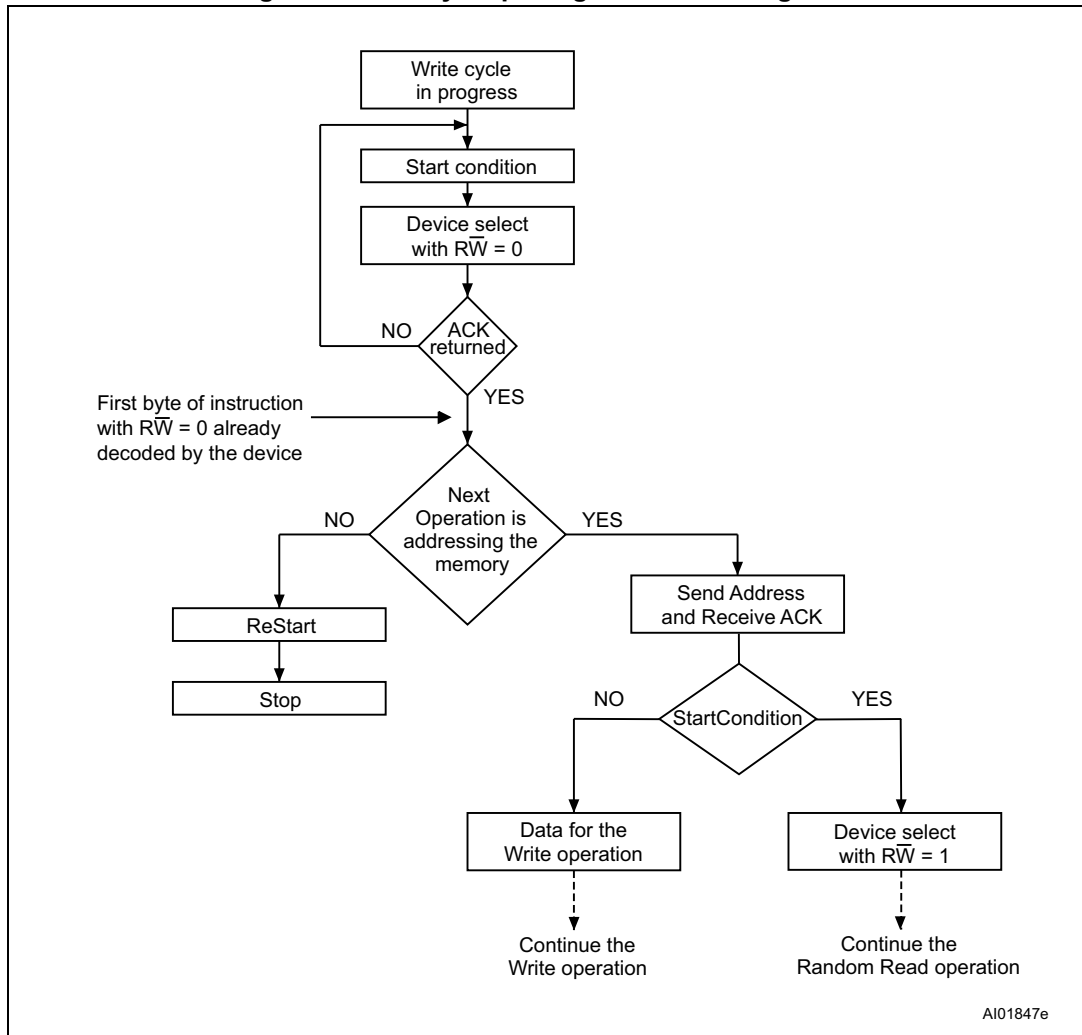 Write cycle
in progress
Start condition
Device select
with RW̅ = 0
NO
ACK
returned
YES
First byte of instruction
with RW̅ = 0 already
decoded by the device
NO
Next
Operation is
addressing the
memory
YES
Send Address
and Receive ACK
ReStart
Stop
NO
StartCondition
YES
Data for the
Write operation
Device select
with RW̅ = 1
Continue the
Write operation
Continue the
Random Read operation
AI01847e